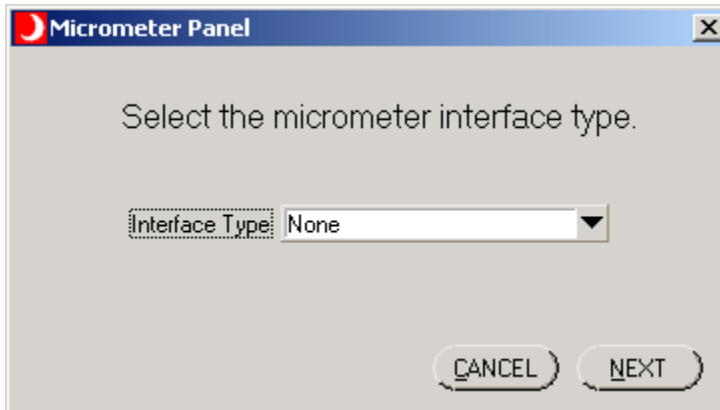 Micrometer Panel
Select the micrometer interface type.
Interface Type None
CANCEL NEXT